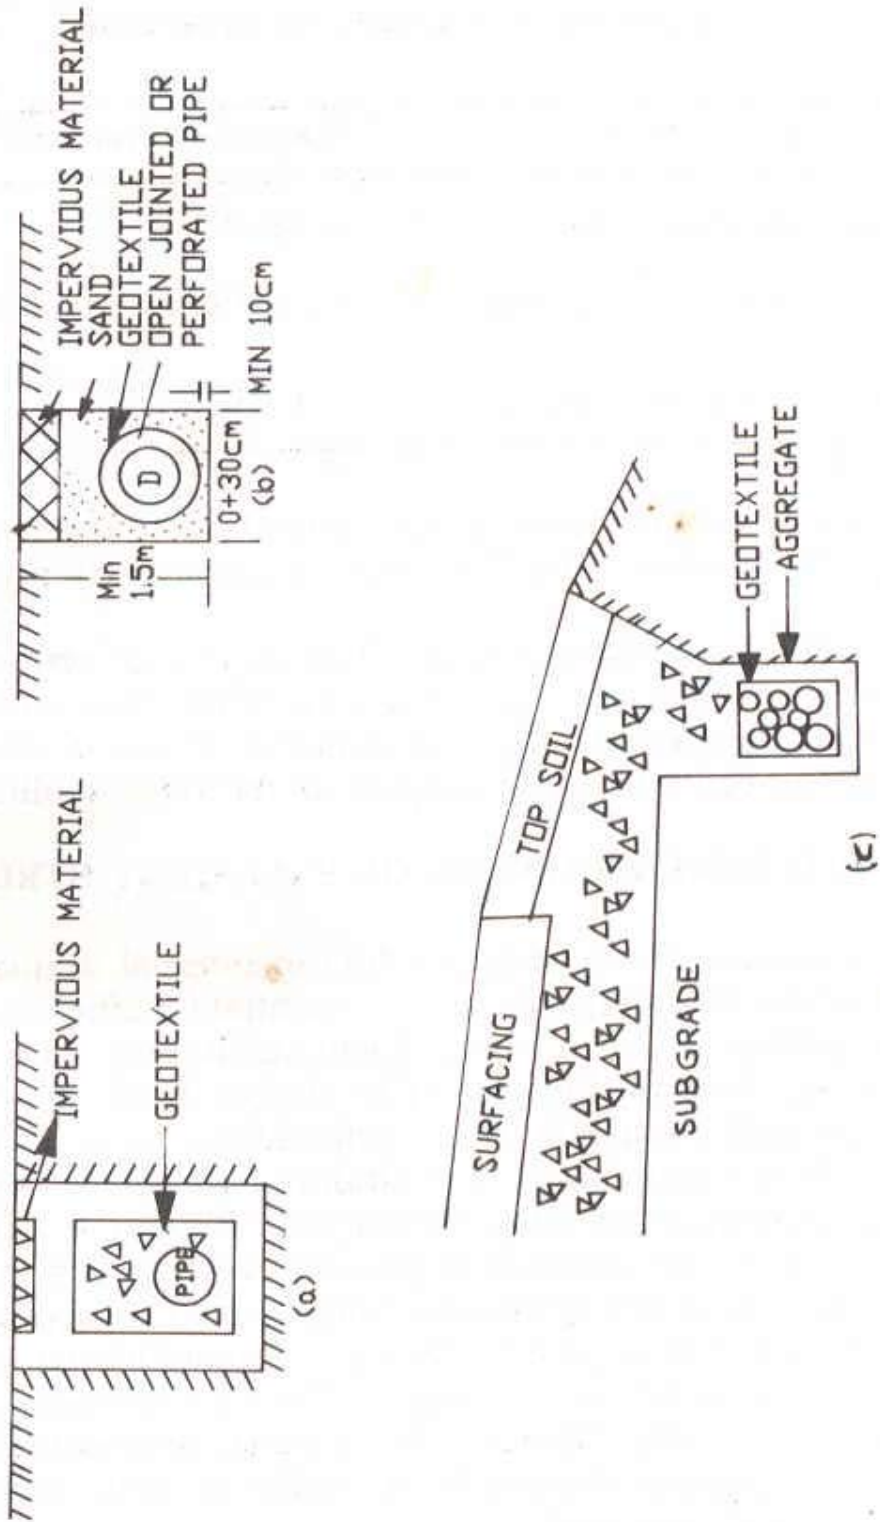 IMPERVIOUS MATERIAL
GEOTEXTILE
PIPE
(a)
IMPERVIOUS MATERIAL
SAND
GEOTEXTILE
OPEN JOINTED OR
PERFORATED PIPE
D
Min
1.5m
MIN 10cm
0+30cm
(b)
SURFACING
TOP SOIL
SUBGRADE
GEOTEXTILE
AGGREGATE
(c)